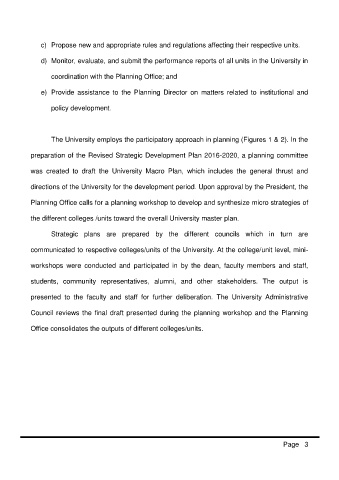 c) Propose new and appropriate rules and regulations affecting their respective units.
d) Monitor, evaluate, and submit the performance reports of all units in the University in
coordination with the Planning Office; and
e) Provide assistance to the Planning Director on matters related to institutional and
policy development.
The University employs the participatory approach in planning (Figures 1 & 2). In the
preparation of the Revised Strategic Development Plan 2016-2020, a planning committee
was created to draft the University Macro Plan, which includes the general thrust and
directions of the University for the development period. Upon approval by the President, the
Planning Office calls for a planning workshop to develop and synthesize micro strategies of
the different colleges /units toward the overall University master plan.
Strategic plans are prepared by the different councils which in turn are
communicated to respective colleges/units of the University. At the college/unit level, mini-
workshops were conducted and participated in by the dean, faculty members and staff,
students, community representatives, alumni, and other stakeholders. The output is
presented to the faculty and staff for further deliberation. The University Administrative
Council reviews the final draft presented during the planning workshop and the Planning
Office consolidates the outputs of different colleges/units.
Page 3